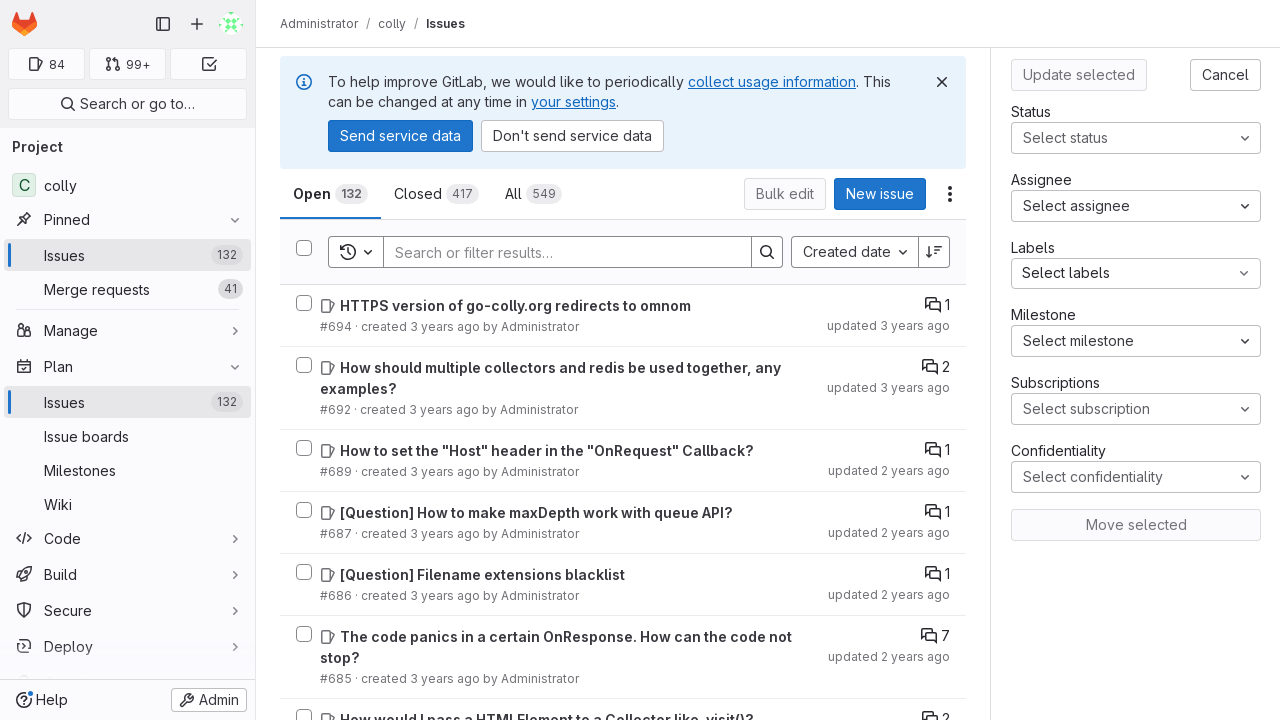 Administrator / colly / Issues
84
99+
Search or go to…
Project
C colly
Pinned
Issues 132
Merge requests 41
Manage
Plan
Issues 132
Issue boards
Milestones
Wiki
Code
Build
Secure
Deploy
Help
Admin
To help improve GitLab, we would like to periodically collect usage information. This
can be changed at any time in your settings.
Send service data
Don't send service data
Open 132
Closed 417
All 549
Bulk edit
New issue
Search or filter results…
Created date
HTTPS version of go-colly.org redirects to omnom
1
#694 · created 3 years ago by Administrator
updated 3 years ago
How should multiple collectors and redis be used together, any
examples?
2
updated 3 years ago
#692 · created 3 years ago by Administrator
How to set the "Host" header in the "OnRequest" Callback?
1
#689 · created 3 years ago by Administrator
updated 2 years ago
[Question] How to make maxDepth work with queue API?
1
#687 · created 3 years ago by Administrator
updated 2 years ago
[Question] Filename extensions blacklist
1
#686 · created 3 years ago by Administrator
updated 2 years ago
The code panics in a certain OnResponse. How can the code not
stop?
7
updated 2 years ago
#685 · created 3 years ago by Administrator
How would I pass a HTMLElement to a Collector like .visit()?
2
Update selected
Cancel
Status
Select status
Assignee
Select assignee
Labels
Select labels
Milestone
Select milestone
Subscriptions
Select subscription
Confidentiality
Select confidentiality
Move selected